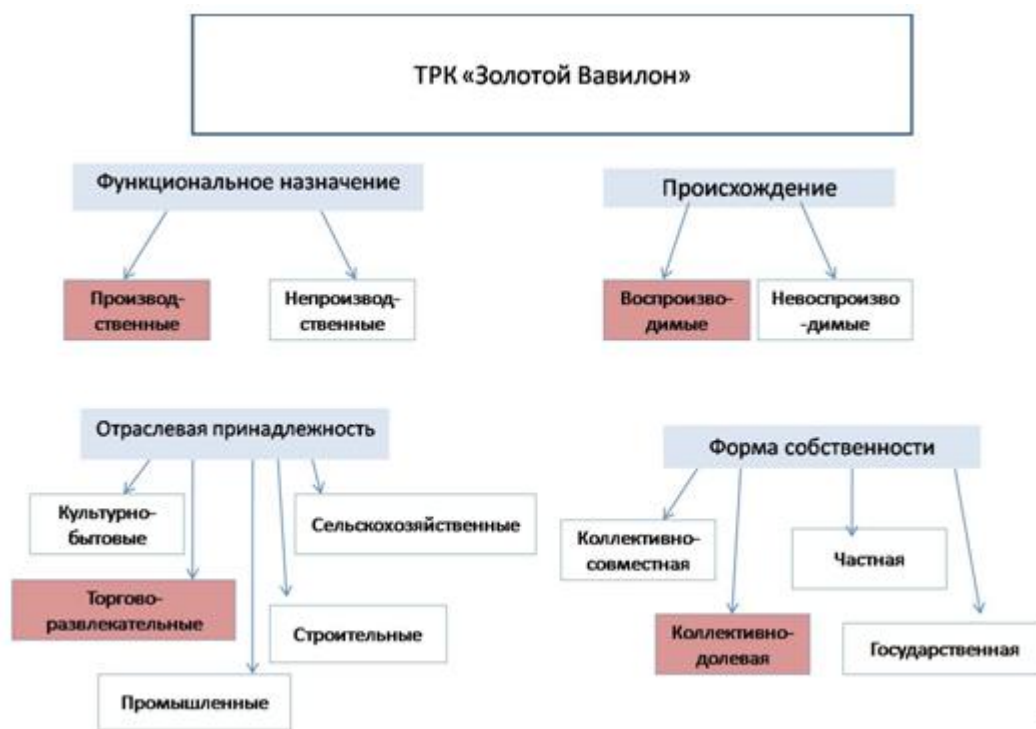 ТРК «Золотой Вавилон»
Функциональное назначение
Происхождение
Производ-
ственные
Непроизвод-
ственные
Воспроизво-
димые
Невоспроизво
-димые
Отраслевая принадлежность
Форма собственности
Культурно-
бытовые
Сельскохозяйственные
Коллективно-
совместная
Частная
Торгово-
развлекательные
Строительные
Коллективно-
долевая
Государственная
Промышленные